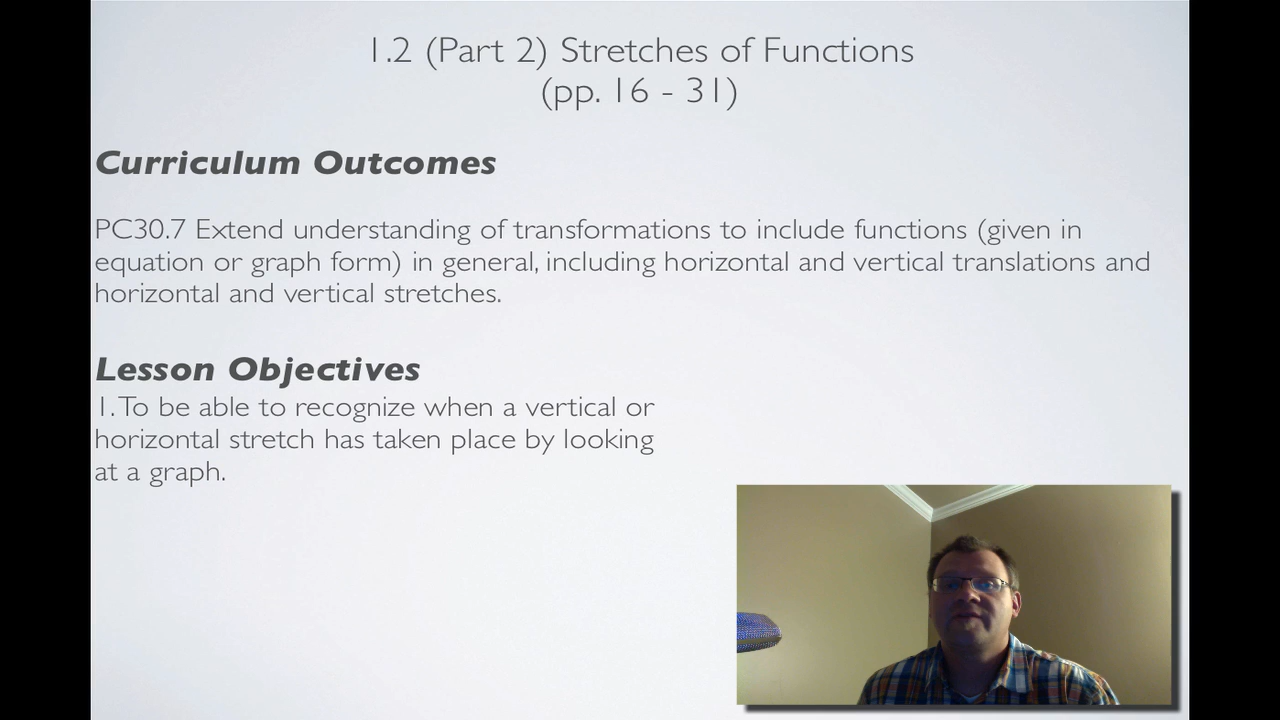 1.2 (Part 2) Stretches of Functions
(pp. 16 - 31)
Curriculum Outcomes
PC30.7 Extend understanding of transformations to include functions (given in
equation or graph form) in general, including horizontal and vertical translations and
horizontal and vertical stretches.
Lesson Objectives
1. To be able to recognize when a vertical or
horizontal stretch has taken place by looking
at a graph.